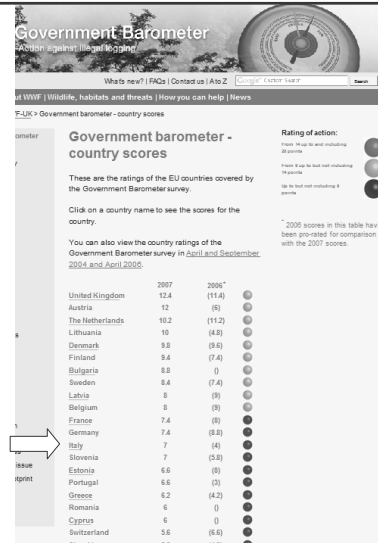 Government Barometer
-Action against illegal logging
What's new? | FAQs | Contact us | A to Z
Search
ut WWF | Wildlife, habitats and threats | How you can help | News
F-UK > Government barometer - country scores
ometer
Government barometer -
country scores
These are the ratings of the EU countries covered by
the Government Barometer survey.
Click on a country name to see the scores for the
country.
You can also view the country ratings of the
Government Barometer survey in April and September
2004 and April 2006.
2007 2006*
United Kingdom 12.4 (11.4)
Austria 12 (6)
The Netherlands 10.2 (11.2)
Lithuania 10 (4.8)
Denmark 9.8 (9.6)
Finland 9.4 (7.4)
Bulgaria 8.8 ()
Sweden 8.4 (7.4)
Latvia 8 (9)
Belgium 8 (9)
France 7.4 (8)
Germany 7.4 (8.8)
Italy 7 (4)
Slovenia 7 (5.8)
Estonia 6.6 (8)
Portugal 6.6 (3)
Greece 6.2 (4.2)
Romania 6 ()
Cyprus 6 ()
Switzerland 5.6 (6.6)
issue
otprint
Rating of action:
From 14 up to and including
20 points
From 8 up to but not including
14 points
Up to but not including 8
points
* 2006 scores in this table hav
been pro-rated for comparison
with the 2007 scores.